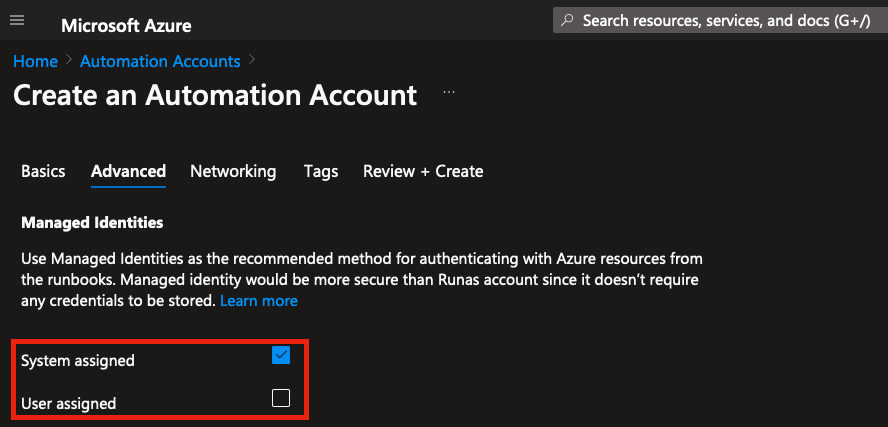 Microsoft Azure
Search resources, services, and docs (G+/)
Home > Automation Accounts >
Create an Automation Account ...
Basics Advanced Networking Tags Review + Create
Managed Identities
Use Managed Identities as the recommended method for authenticating with Azure resources from
the runbooks. Managed identity would be more secure than Runas account since it doesn't require
any credentials to be stored. Learn more
System assigned
User assigned